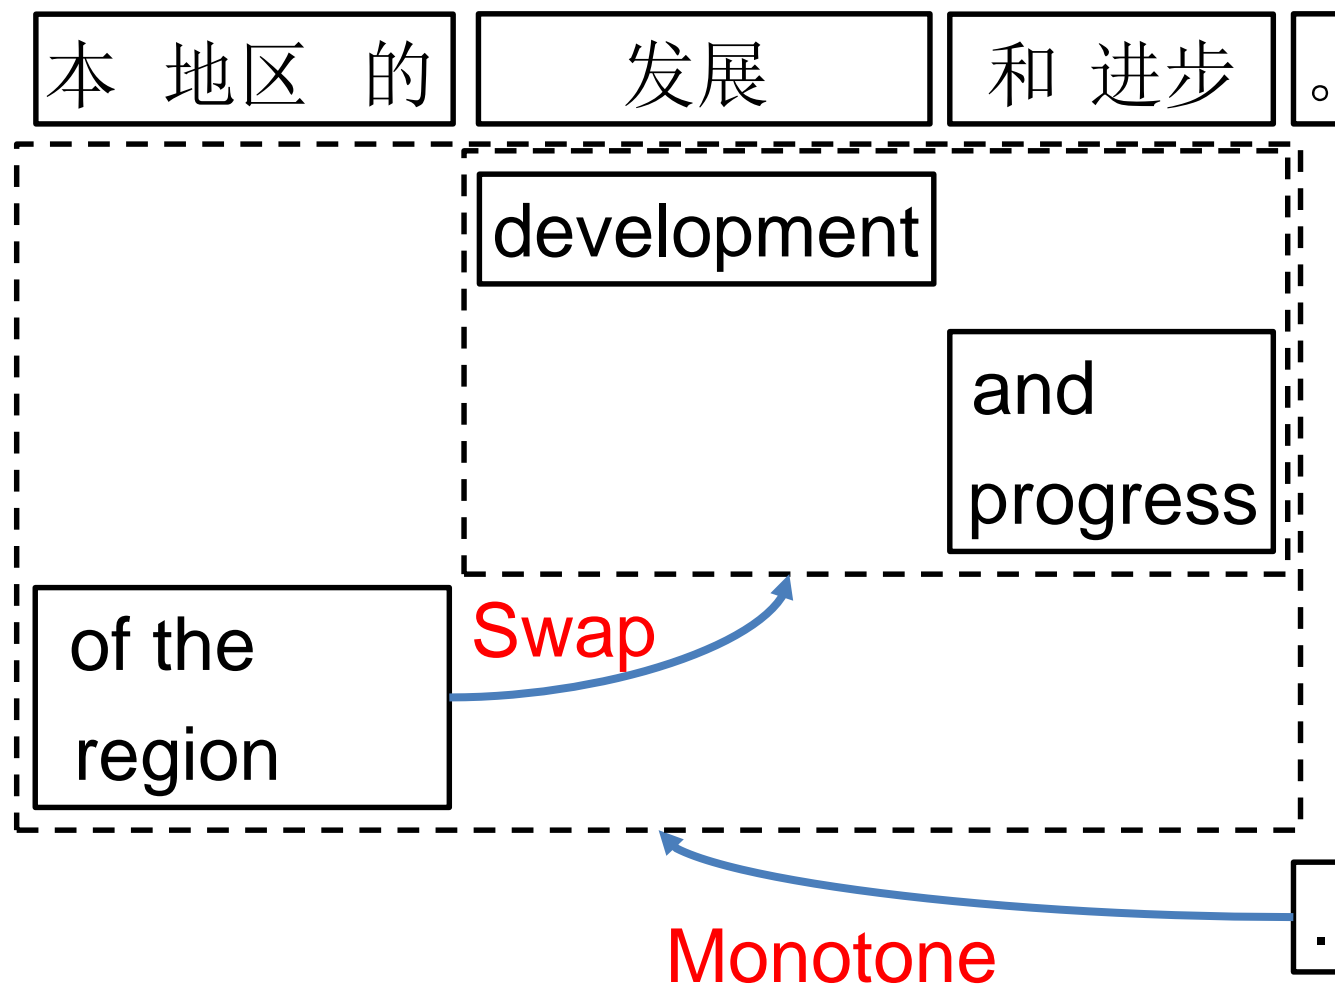 本 地区 的 发展 和 进步 。
development
and
progress
of the
Swap
region
.
Monotone